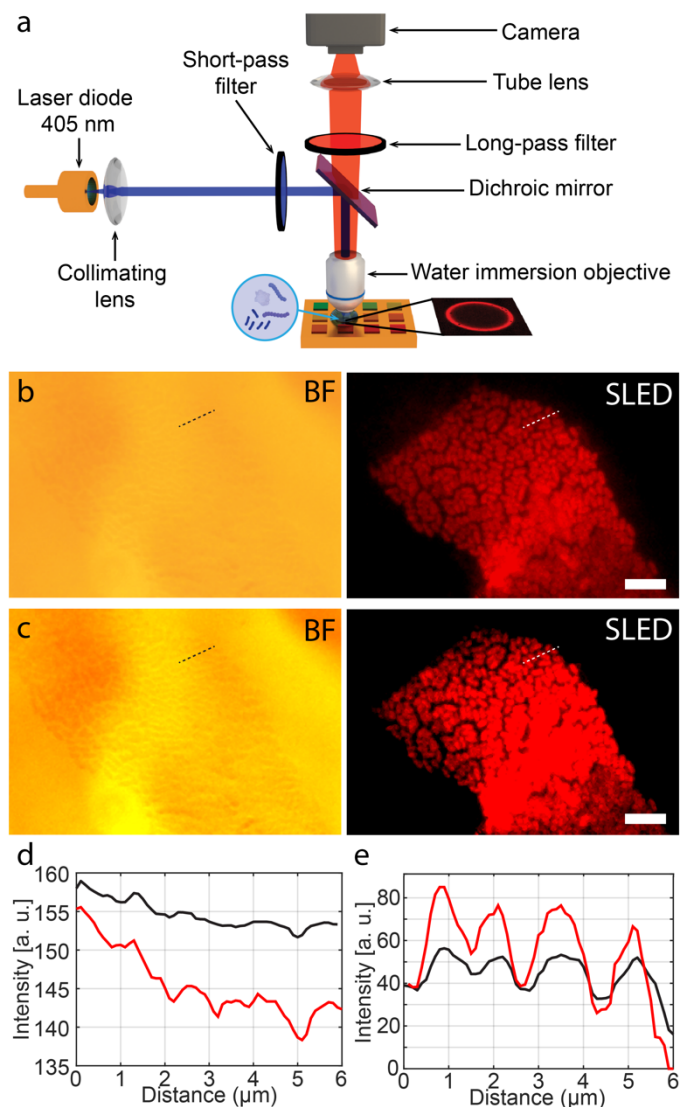 a
Camera
Short-pass
filter
Tube lens
Laser diode
405 nm
Long-pass filter
Dichroic mirror
Collimating
lens
Water immersion objective
b
BF
SLED
c
BF
SLED
d
e
160
155
150
145
140
135
Intensity [a. u.]
0
1
2
3
4
5
6
Distance (μm)
80
60
40
20
0
Intensity [a. u.]
0
1
2
3
4
5
6
Distance (μm)